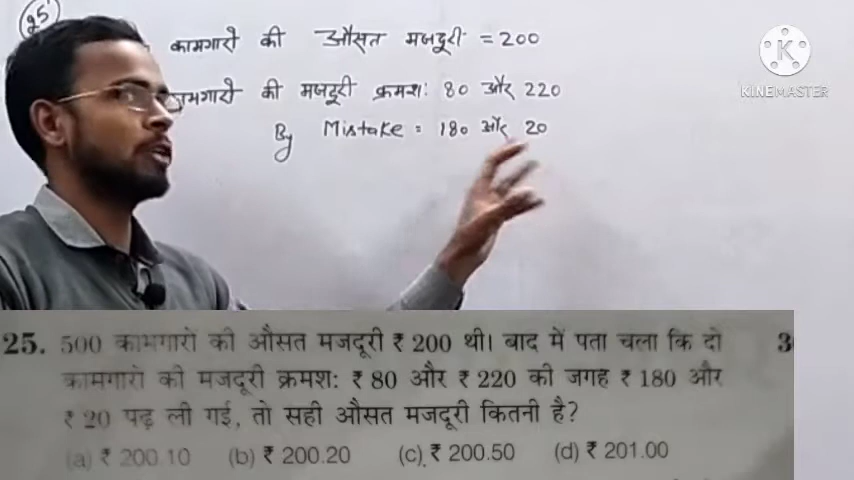 25
कामगारो की औसत मजदूरी = 200
कामगारो की मजदूरी क्रमशः 80 और 220
By Mistake = 180 और 20
KINEMASTER
25. 500 कामगारों की औसत मजदूरी ₹ 200 थी। बाद में पता चला कि दो
कामगारों की मजदूरी क्रमश: ₹ 80 और ₹ 220 की जगह ₹ 180 और
₹ 20 पढ़ ली गई, तो सही औसत मजदूरी कितनी है?
(a) ₹ 200.10 (b) ₹ 200.20 (c) ₹ 200.50 (d) ₹ 201.00